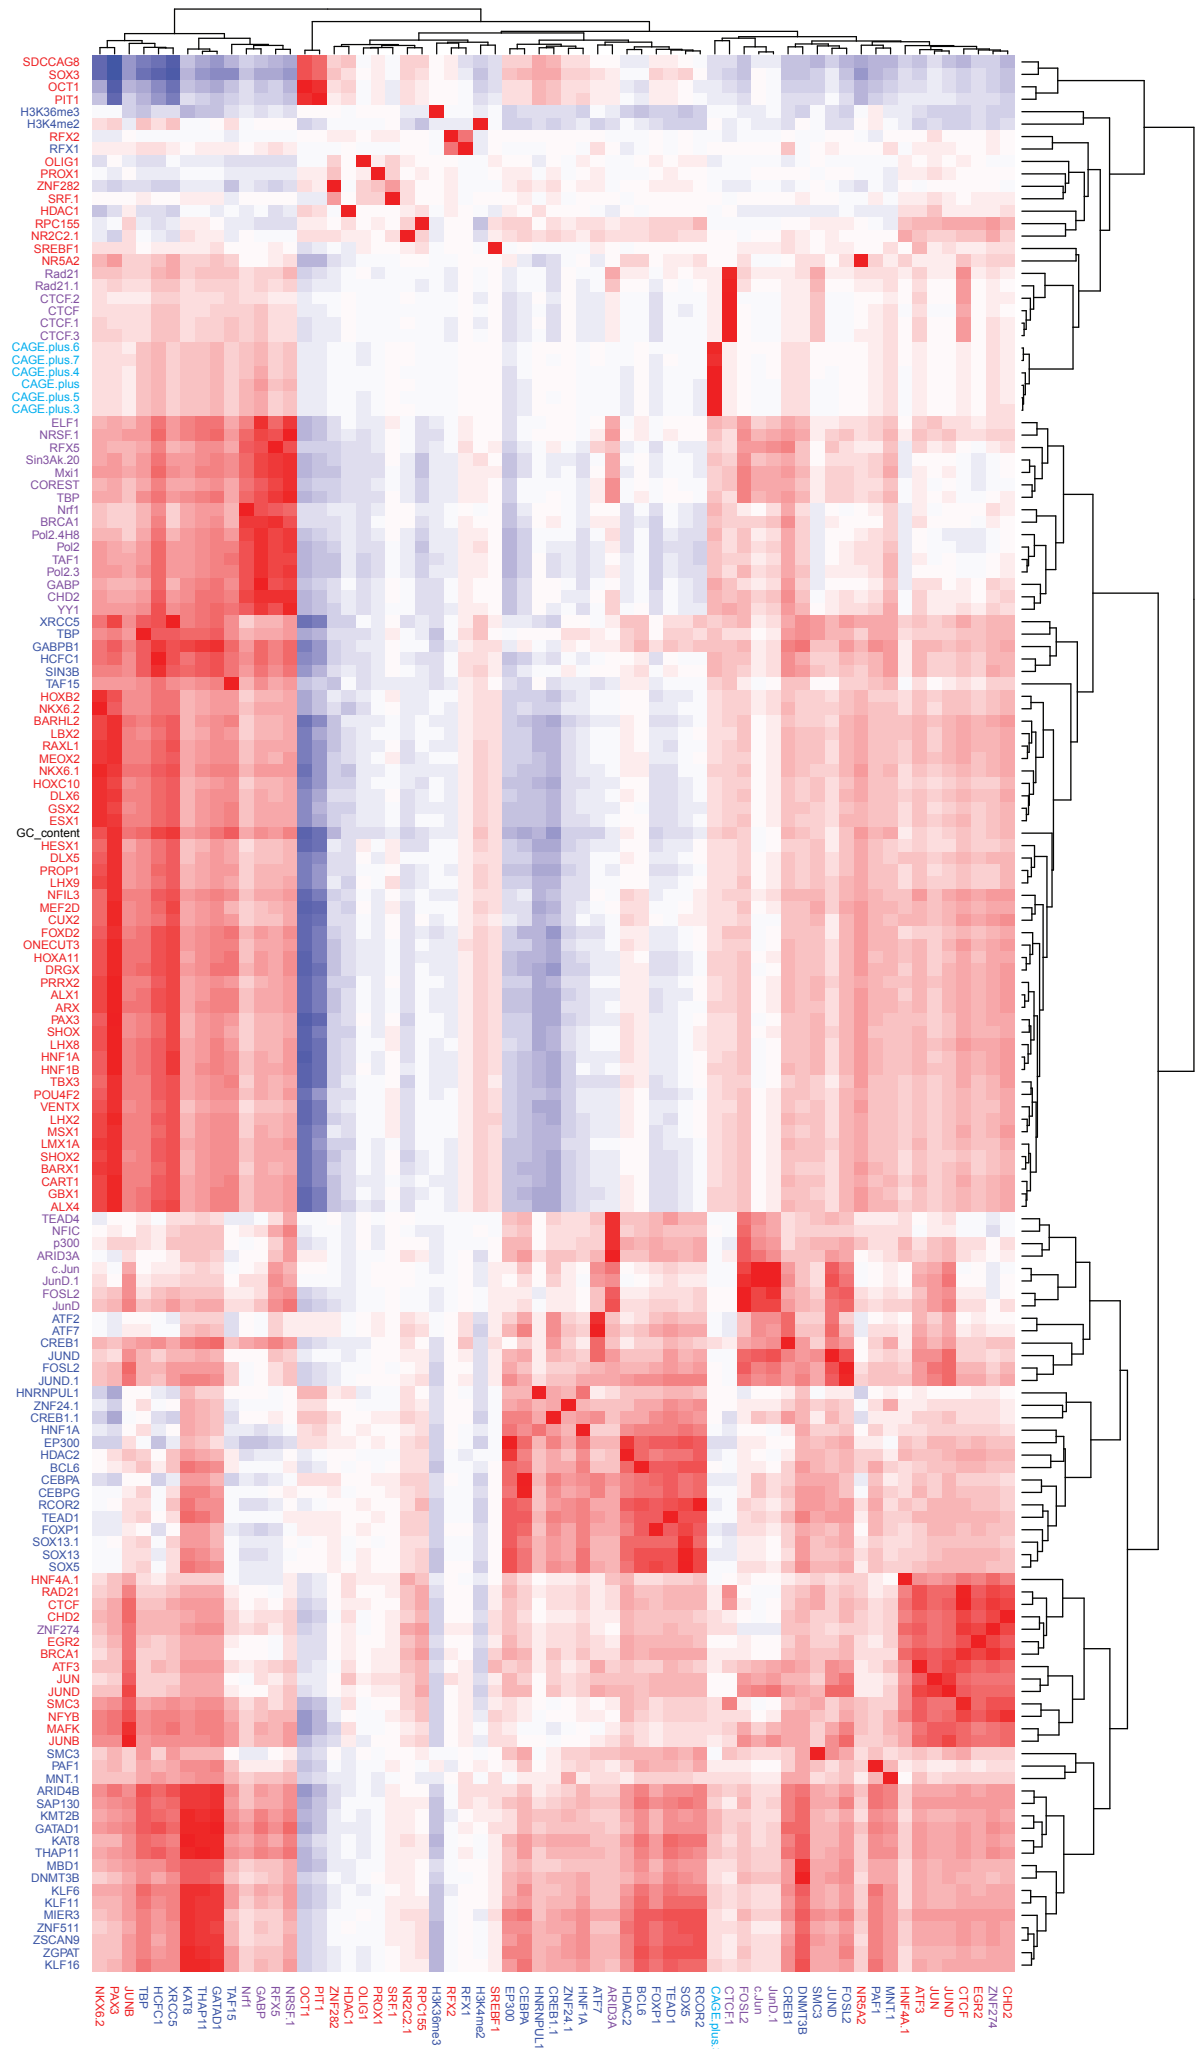 SDCCAG8
SOX3
OCT1
PIT1
H3K36me3
H3K4me2
RFX2
RFX1
OLIG1
PROX1
ZNF282
SRF.1
HDAC1
RPC155
NR2C2.1
SREBF1
NR5A2
Rad21
Rad21.1
CTCF.2
CTCF
CTCF.1
CTCF.3
CAGE.plus.6
CAGE.plus.7
CAGE.plus.4
CAGE.plus
CAGE.plus.5
CAGE.plus.3
ELF1
NRSF.1
RFX5
Sin3Ak.20
Mxi1
COREST
TBP
Nrf1
BRCA1
Pol2.4H8
Pol2
TAF1
Pol2.3
GABP
CHD2
YY1
XRCC5
TBP
GABPB1
HCFC1
SIN3B
TAF15
HOXB2
NKX6.2
BARHL2
LBX2
RAXL1
MEOX2
NKX6.1
HOXC10
DLX6
GSX2
ESX1
GC_content
HESX1
DLX5
PROP1
LHX9
NFIL3
MEF2D
CUX2
FOXD2
ONECUT3
HOXA11
DRGX
PRRX2
ALX1
ARX
PAX3
SHOX
LHX8
HNF1A
HNF1B
TBX3
POU4F2
VENTX
LHX2
MSX1
LMX1A
SHOX2
BARX1
CART1
GBX1
ALX4
TEAD4
NFIC
p300
ARID3A
c.Jun
JunD.1
FOSL2
JunD
ATF2
ATF7
CREB1
JUND
FOSL2
JUND.1
HNRNPUL1
ZNF24.1
CREB1.1
HNF1A
EP300
HDAC2
BCL6
CEBPA
CEBPG
RCOR2
TEAD1
FOXP1
SOX13.1
SOX13
SOX5
HNF4A.1
RAD21
CTCF
CHD2
ZNF274
EGR2
BRCA1
ATF3
JUN
JUND
SMC3
NFYB
MAFK
JUNB
SMC3
PAF1
MNT.1
ARID4B
SAP130
KMT2B
GATAD1
KAT8
THAP11
MBD1
DNMT3B
KLF6
KLF11
MIER3
ZNF511
ZSCAN9
ZGPAT
KLF16
NKX6.2
PAX3
JUNB
TBP
HCFC1
XRCC5
KAT8
THAP11
GATAD1
TAF15
Nrf1
GABP
RFX5
NRSF.1
OCT1
PIT1
ZNF282
HDAC1
OLIG1
PROX1
SRF.1
NR2C2.1
RPC155
H3K36me3
RFX2
RFX1
H3K4me2
SREBF1
EP300
CEBPA
HNRNPUL1
CREB1.1
ZNF24.1
HNF1A
ATF7
ARID3A
HDAC2
BCL6
FOXP1
TEAD1
SOX5
RCOR2
CAGE.plus.
CTCF.1
FOSL2
c.Jun
JunD.1
CREB1
DNMT3B
SMC3
JUND
FOSL2
NR5A2
PAF1
MNT.1
HNF4A.1
ATF3
JUN
JUND
CTCF
EGR2
ZNF274
CHD2